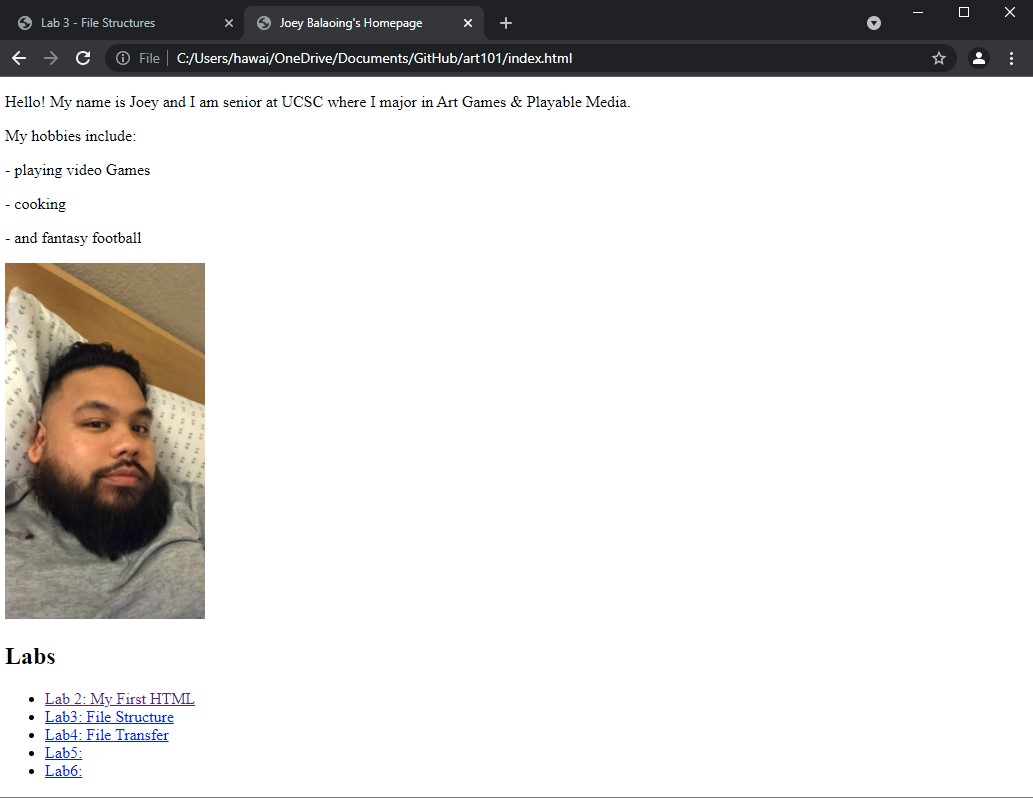 Lab 3 - File Structures
Joey Balaoing's Homepage
File
C:/Users/hawai/OneDrive/Documents/GitHub/art101/index.html
Hello! My name is Joey and I am senior at UCSC where I major in Art Games & Playable Media.
My hobbies include:
- playing video Games
- cooking
- and fantasy football
Labs
Lab 2: My First HTML
Lab3: File Structure
Lab4: File Transfer
Lab5:
Lab6: